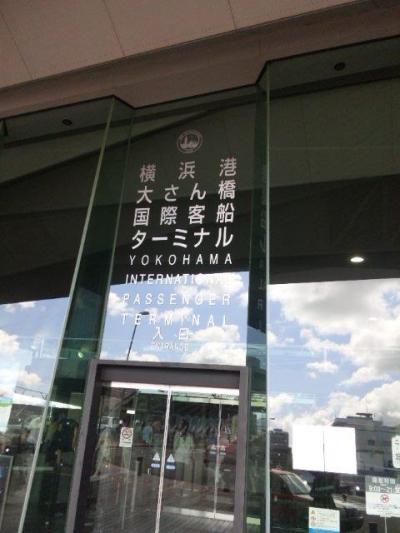 横浜港
大さん橋
国際客船
ターミナル
YOKOHAMA
INTERNATIONAL
PASSENGER
TERMINAL
入口
ENTRANCE